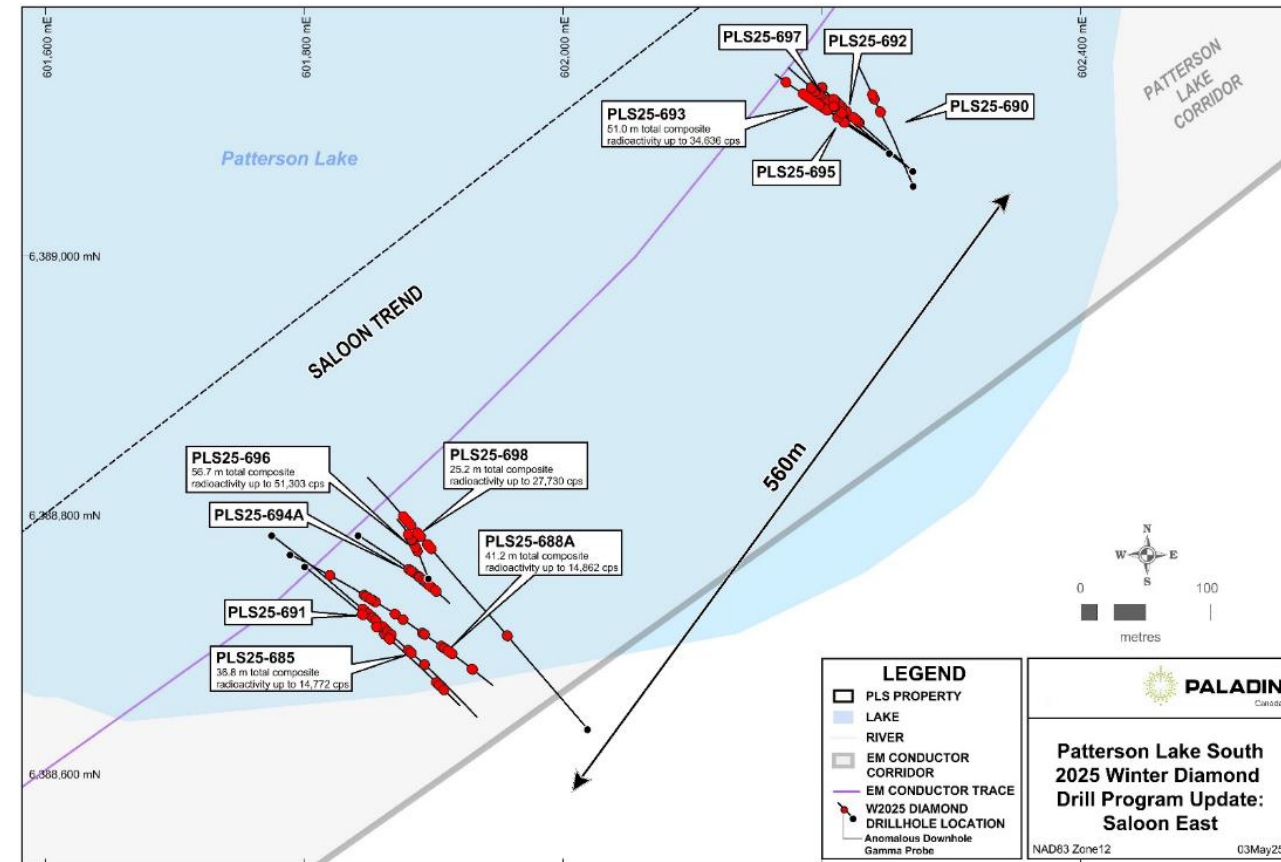 601,600 mE
601,800 mE
602,000 mE
602,400 mE
PATTERSON
LAKE
CORRIDOR
PLS25-697
PLS25-692
PLS25-690
PLS25-693
51.0 m total composite
radioactivity up to 34,636 cps
PLS25-695
Patterson Lake
6,389,000 mN
SALOON TREND
560m
PLS25-696
56.7 m total composite
radioactivity up to 51,303 cps
PLS25-698
25.2 m total composite
radioactivity up to 27,730 cps
6,388,800 mN
PLS25-694A
PLS25-688A
41.2 m total composite
radioactivity up to 14,862 cps
PLS25-691
PLS25-685
38.8 m total composite
radioactivity up to 14,772 cps
6,388,600 mN
N
W E
S
0 100
metres
LEGEND
PLS PROPERTY
LAKE
RIVER
EM CONDUCTOR
CORRIDOR
EM CONDUCTOR TRACE
W2025 DIAMOND
DRILLHOLE LOCATION
Anomalous Downhole
Gamma Probe
PALADIN
Canada
Patterson Lake South
2025 Winter Diamond
Drill Program Update:
Saloon East
NAD83 Zone12 03May25